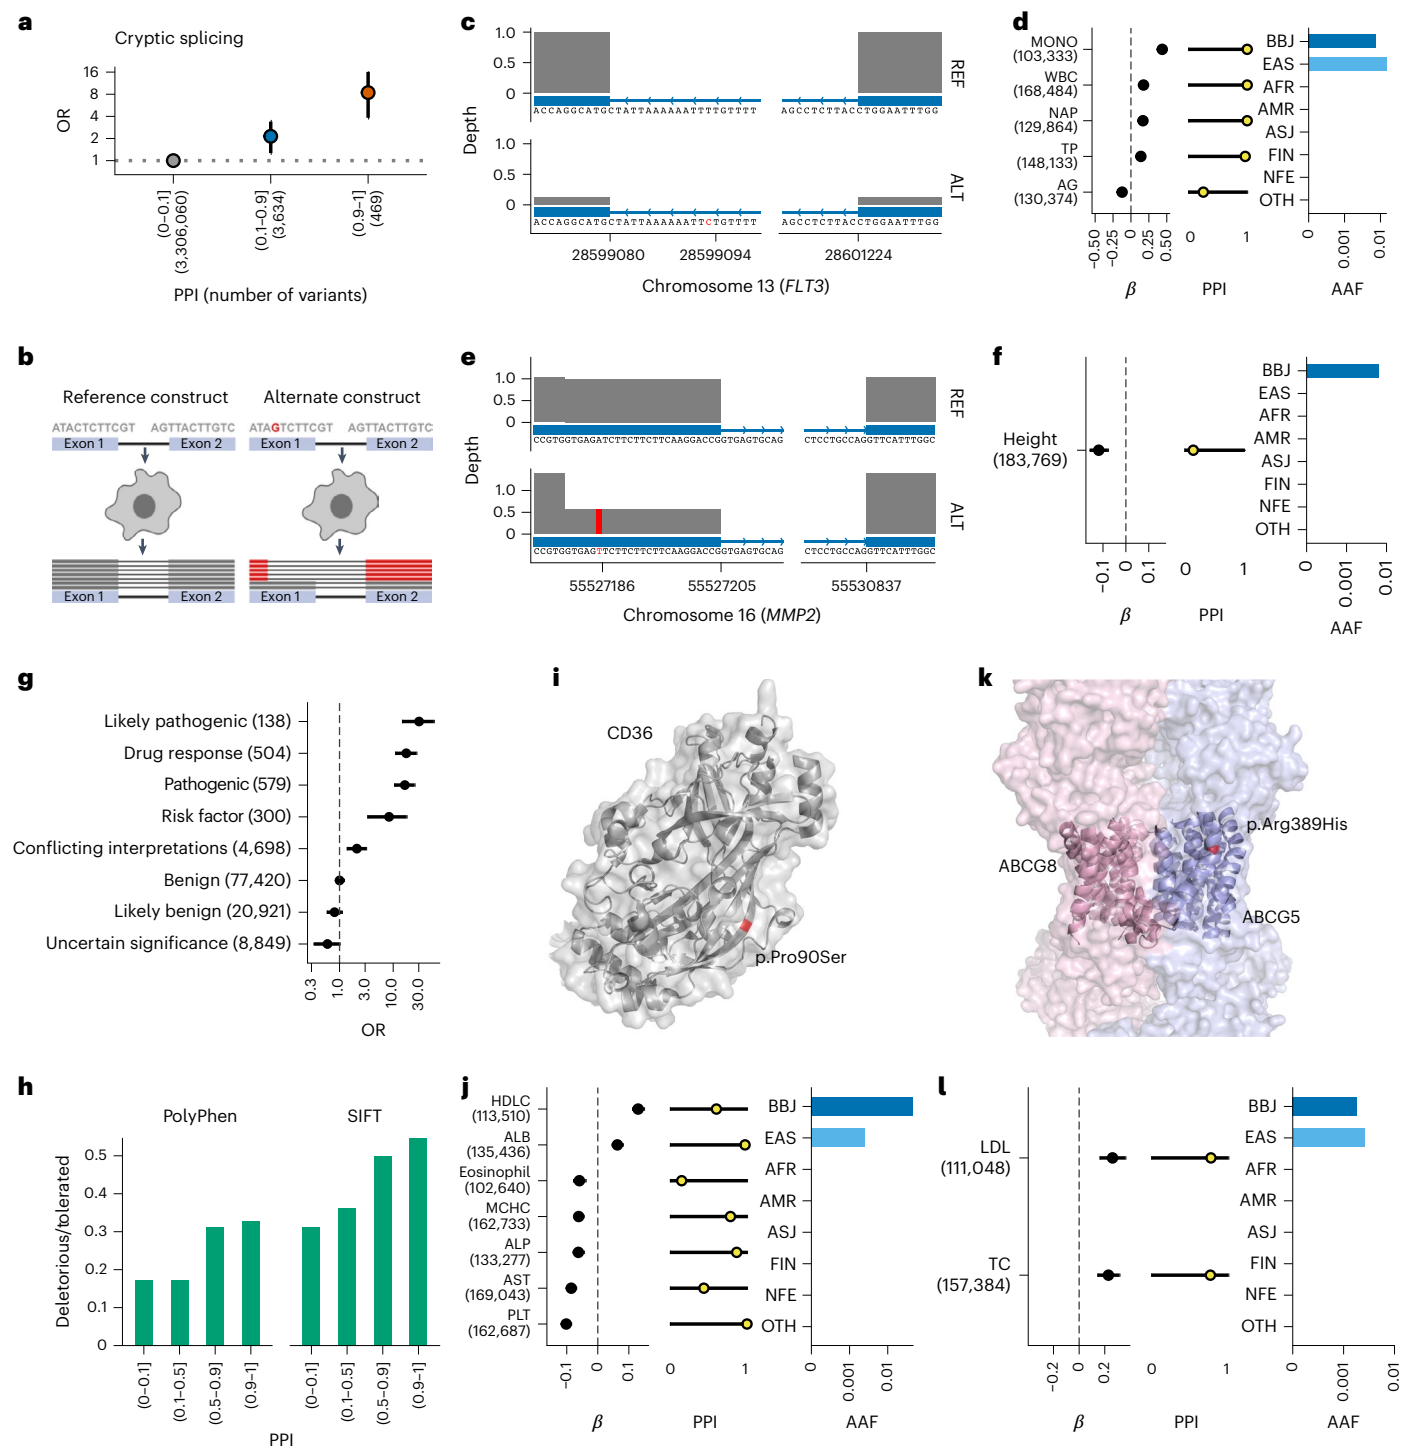 a
Cryptic splicing
16
8
4
2
1
OR
(0–0.1]
(3,306,060)
(0.1–0.9]
(3,634)
(0.9–1]
(469)
PPI (number of variants)
b
Reference construct
Alternate construct
ATACTCTTCGT AGTTACTTGTC
ATAGTCTTCGT AGTTACTTGTC
Exon 1 Exon 2
Exon 1 Exon 2
Exon 1 Exon 2
Exon 1 Exon 2
c
1.0
0.5
0
REF
ACCAGGCATGCTATTAAAAAATTTTGTTTT
AGCCTCTTACCTGGAATTTGG
Depth
1.0
0.5
0
ALT
ACCAGGCATGCTATTAAAAAATTCTGTTTT
AGCCTCTTACCTGGAATTTGG
28599080
28599094
28601224
Chromosome 13 (FLT3)
d
MONO
(103,333)
WBC
(168,484)
NAP
(129,864)
TP
(148,133)
AG
(130,374)
−0.50
−0.25
0
0.25
0.50
β
0 1
PPI
BBJ
EAS
AFR
AMR
ASJ
FIN
NFE
OTH
0
0.001
0.01
AAF
e
1.0
0.5
0
REF
CCGTGGTGAGATCTTCTTCTTCAAGGACCGGTGAGTGCAG
CTCCTGCCAGGTTCATTTGGC
Depth
1.0
0.5
0
ALT
CCGTGGTGAGTTCTTCTTCTTCAAGGACCGGTGAGTGCAG
CTCCTGCCAGGTTCATTTGGC
55527186
55527205
55530837
Chromosome 16 (MMP2)
f
Height
(183,769)
−0.1
0
0.1
β
0 1
PPI
BBJ
EAS
AFR
AMR
ASJ
FIN
NFE
OTH
0
0.001
0.01
AAF
g
Likely pathogenic (138)
Drug response (504)
Pathogenic (579)
Risk factor (300)
Conflicting interpretations (4,698)
Benign (77,420)
Likely benign (20,921)
Uncertain significance (8,849)
0.3
1.0
3.0
10.0
30.0
OR
h
PolyPhen
SIFT
Deletorious/tolerated
0.5
0.4
0.3
0.2
0.1
0
(0–0.1]
(0.1–0.5]
(0.5–0.9]
(0.9–1]
(0–0.1]
(0.1–0.5]
(0.5–0.9]
(0.9–1]
PPI
i
CD36
p.Pro90Ser
j
HDLC
(113,510)
ALB
(135,436)
Eosinophil
(102,640)
MCHC
(162,733)
ALP
(133,277)
AST
(169,043)
PLT
(162,687)
−0.1
0
0.1
β
0 1
PPI
BBJ
EAS
AFR
AMR
ASJ
FIN
NFE
OTH
0
0.001
0.01
AAF
k
p.Arg389His
ABCG8
ABCG5
l
LDL
(111,048)
TC
(157,384)
−0.2
0
0.2
β
0 1
PPI
BBJ
EAS
AFR
AMR
ASJ
FIN
NFE
OTH
0
0.001
0.01
AAF